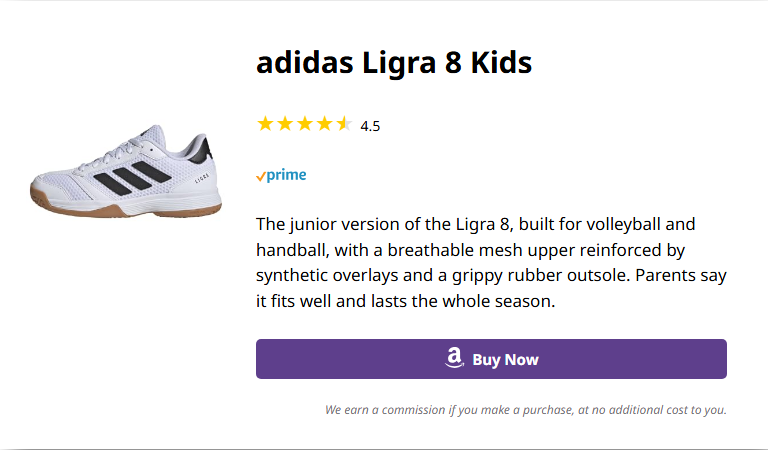 adidas Ligra 8 Kids
4.5
prime
LIGRA
The junior version of the Ligra 8, built for volleyball and
handball, with a breathable mesh upper reinforced by
synthetic overlays and a grippy rubber outsole. Parents say
it fits well and lasts the whole season.
a Buy Now
We earn a commission if you make a purchase, at no additional cost to you.